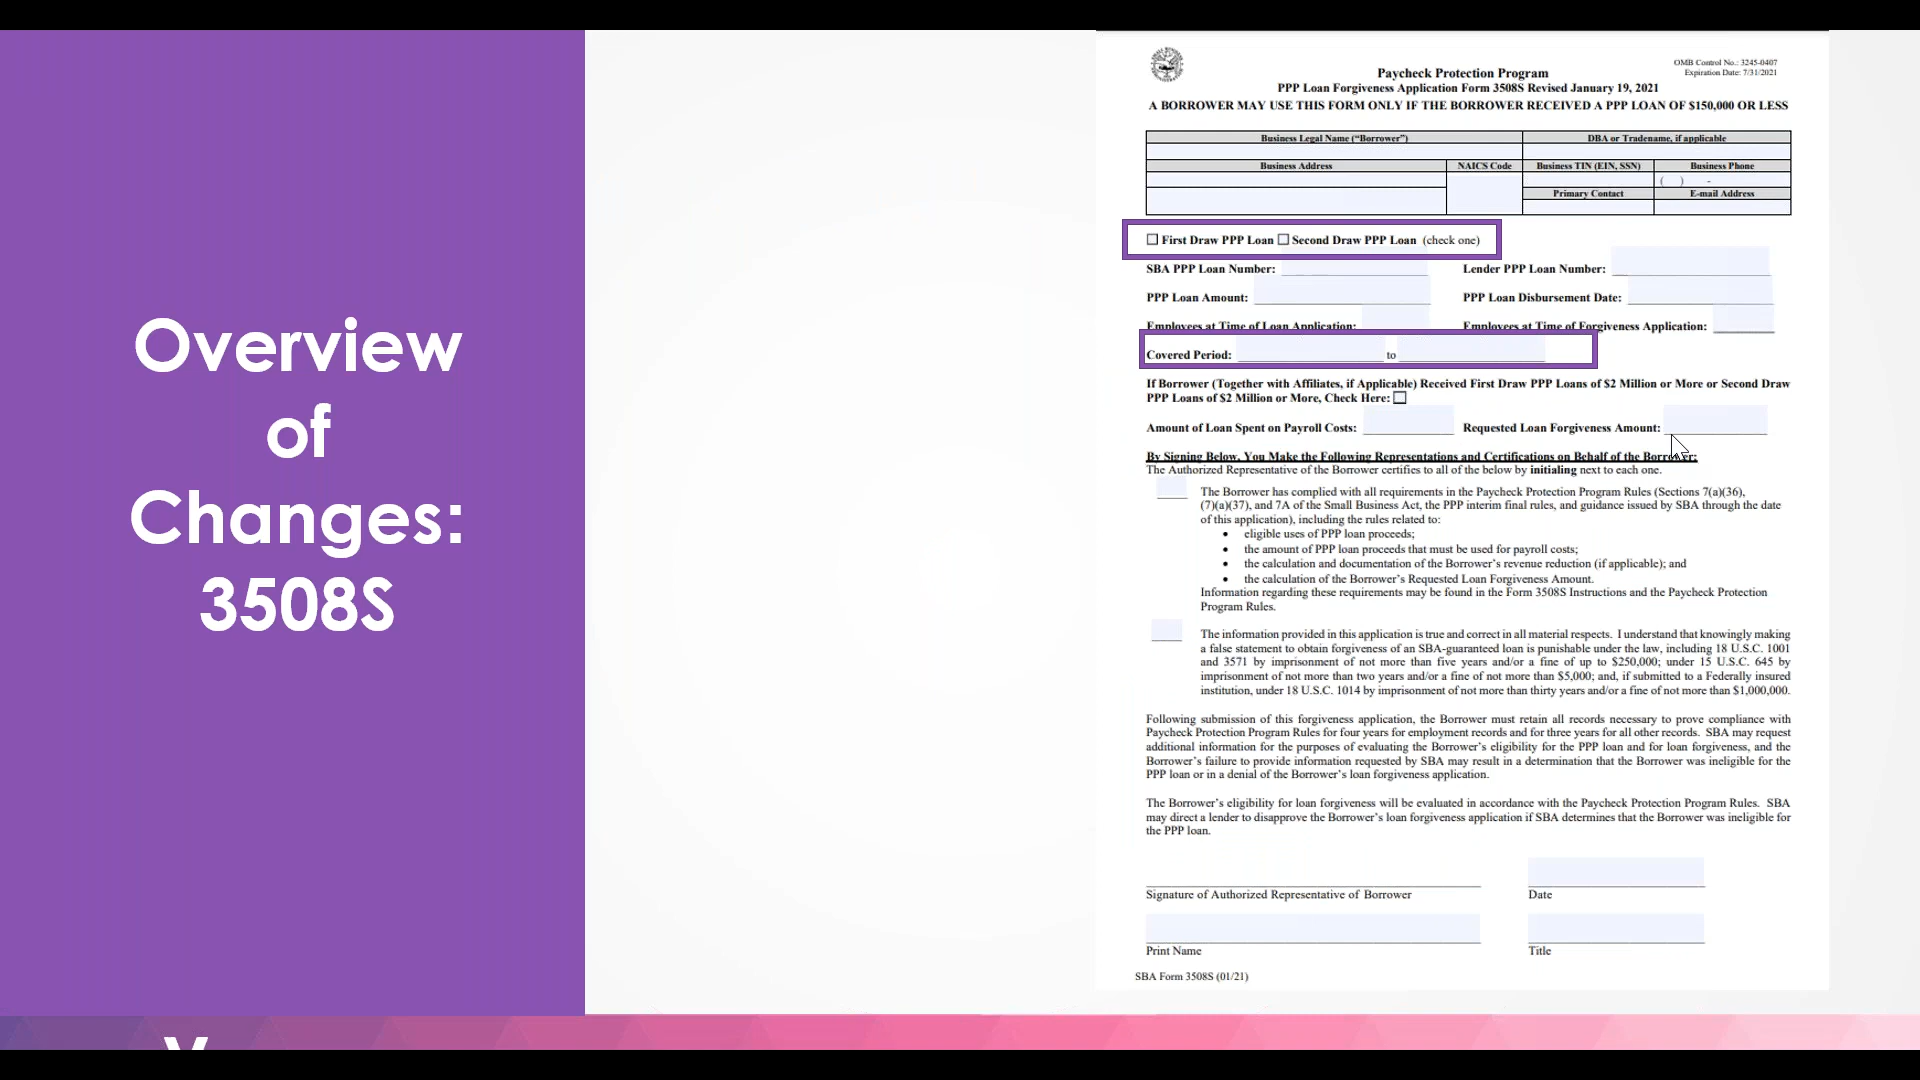 Overview
of
Changes:
3508S
OMB Control No.: 3245-0407
Expiration Date: 7/31/2021
Paycheck Protection Program
PPP Loan Forgiveness Application Form 3508S Revised January 19, 2021
A BORROWER MAY USE THIS FORM ONLY IF THE BORROWER RECEIVED A PPP LOAN OF $150,000 OR LESS
Business Legal Name (“Borrower”) DBA or Tradename, if applicable
Business Address NAICS Code Business TIN (EIN, SSN) Business Phone
( ) -
Primary Contact E-mail Address
☐ First Draw PPP Loan ☐ Second Draw PPP Loan (check one)
SBA PPP Loan Number: Lender PPP Loan Number:
PPP Loan Amount: PPP Loan Disbursement Date:
Employees at Time of Loan Application: Employees at Time of Forgiveness Application:
Covered Period: to
If Borrower (Together with Affiliates, if Applicable) Received First Draw PPP Loans of $2 Million or More or Second Draw
PPP Loans of $2 Million or More, Check Here: ☐
Amount of Loan Spent on Payroll Costs: Requested Loan Forgiveness Amount:
By Signing Below, You Make the Following Representations and Certifications on Behalf of the Borrower:
The Authorized Representative of the Borrower certifies to all of the below by initialing next to each one.
The Borrower has complied with all requirements in the Paycheck Protection Program Rules (Sections 7(a)(36),
(7)(a)(37), and 7A of the Small Business Act, the PPP interim final rules, and guidance issued by SBA through the date
of this application), including the rules related to:
• eligible uses of PPP loan proceeds;
• the amount of PPP loan proceeds that must be used for payroll costs;
• the calculation and documentation of the Borrower’s revenue reduction (if applicable); and
• the calculation of the Borrower’s Requested Loan Forgiveness Amount.
Information regarding these requirements may be found in the Form 3508S Instructions and the Paycheck Protection
Program Rules.
The information provided in this application is true and correct in all material respects. I understand that knowingly making
a false statement to obtain forgiveness of an SBA-guaranteed loan is punishable under the law, including 18 U.S.C. 1001
and 3571 by imprisonment of not more than five years and/or a fine of up to $250,000; under 15 U.S.C. 645 by
imprisonment of not more than two years and/or a fine of not more than $5,000; and, if submitted to a Federally insured
institution, under 18 U.S.C. 1014 by imprisonment of not more than thirty years and/or a fine of not more than $1,000,000.
Following submission of this forgiveness application, the Borrower must retain all records necessary to prove compliance with
Paycheck Protection Program Rules for four years for employment records and for three years for all other records. SBA may request
additional information for the purposes of evaluating the Borrower’s eligibility for the PPP loan and for loan forgiveness, and the
Borrower’s failure to provide information requested by SBA may result in a determination that the Borrower was ineligible for the
PPP loan or in a denial of the Borrower’s loan forgiveness application.
The Borrower’s eligibility for loan forgiveness will be evaluated in accordance with the Paycheck Protection Program Rules. SBA
may direct a lender to disapprove the Borrower’s loan forgiveness application if SBA determines that the Borrower was ineligible for
the PPP loan.
Signature of Authorized Representative of Borrower Date
Print Name Title
SBA Form 3508S (01/21)